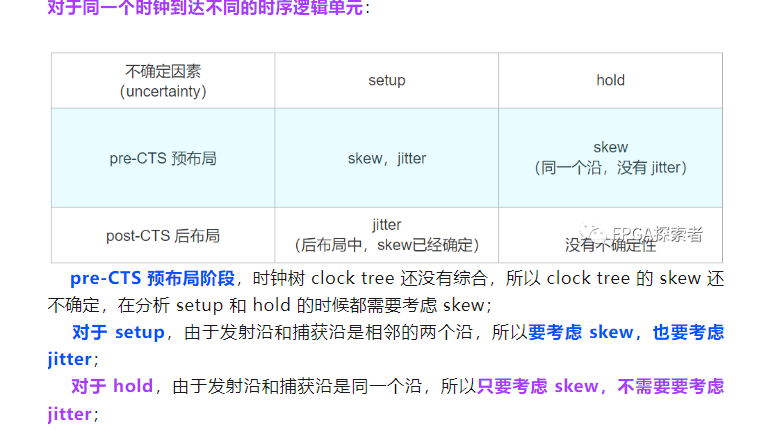 对于同一个时钟到达不同的时序逻辑单元：
不确定因素
（uncertainty）
setup
hold
pre-CTS 预布局
skew，jitter
skew
（同一个沿，没有 jitter）
post-CTS 后布局
jitter
（后布局中，skew已经确定）
没有不确定性
FPGA探索者
pre-CTS 预布局阶段，时钟树 clock tree 还没有综合，所以 clock tree 的 skew 还
不确定，在分析 setup 和 hold 的时候都需要考虑 skew；
对于 setup，由于发射沿和捕获沿是相邻的两个沿，所以要考虑 skew，也要考虑
jitter；
对于 hold，由于发射沿和捕获沿是同一个沿，所以只要考虑 skew，不需要要考虑
jitter；